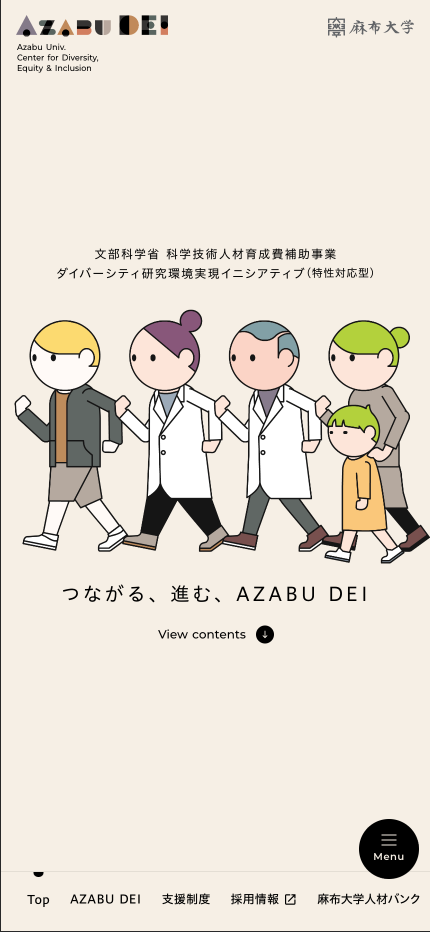 AZABU DEI
麻布大学
Azabu Univ.
Center for Diversity,
Equity & Inclusion
文部科学省 科学技術人材育成費補助事業
ダイバーシティ研究環境実現イニシアティブ(特性対応型)
つながる、進む、AZABU DEI
View contents
Menu
Top AZABU DEI 支援制度 採用情報 麻布大学人材バンク